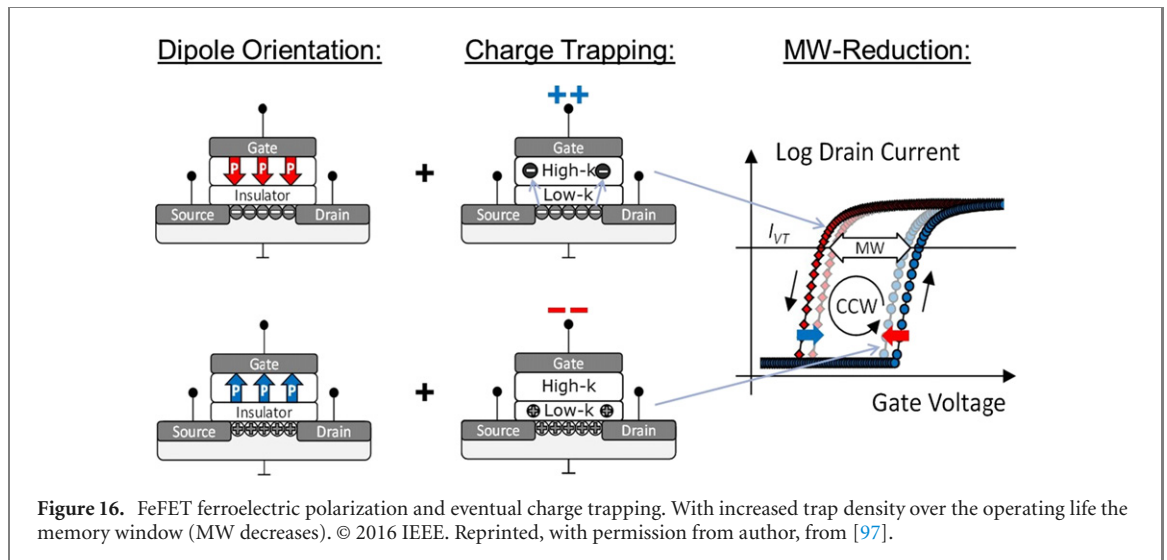 Dipole Orientation:
Charge Trapping:
MW-Reduction:
Gate
P P P
Insulator
Source
Drain
+
++
Gate
High-k
Low-k
Source
Drain
Log Drain Current
I_VT
MW
CCW
Gate Voltage
Gate
P P P
Insulator
Source
Drain
+
− −
Gate
High-k
Low-k
Source
Drain
Figure 16. FeFET ferroelectric polarization and eventual charge trapping. With increased trap density over the operating life the
memory window (MW decreases). © 2016 IEEE. Reprinted, with permission from author, from [97].